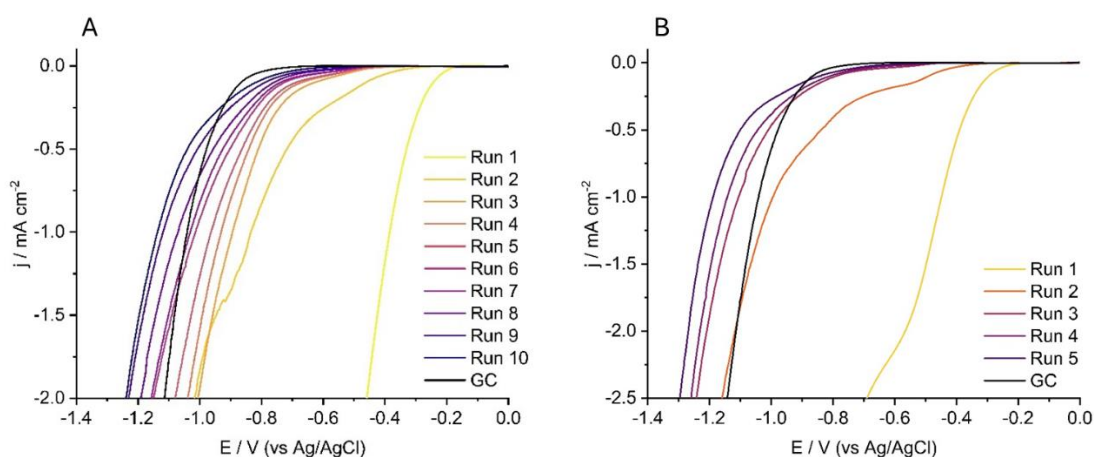 A
0.0
-0.5
-1.0
-1.5
-2.0
j / mA cm⁻²
-1.4
-1.2
-1.0
-0.8
-0.6
-0.4
-0.2
0.0
E / V (vs Ag/AgCl)
Run 1
Run 2
Run 3
Run 4
Run 5
Run 6
Run 7
Run 8
Run 9
Run 10
GC
B
0.0
-0.5
-1.0
-1.5
-2.0
-2.5
j / mA cm⁻²
-1.4
-1.2
-1.0
-0.8
-0.6
-0.4
-0.2
0.0
E / V (vs Ag/AgCl)
Run 1
Run 2
Run 3
Run 4
Run 5
GC